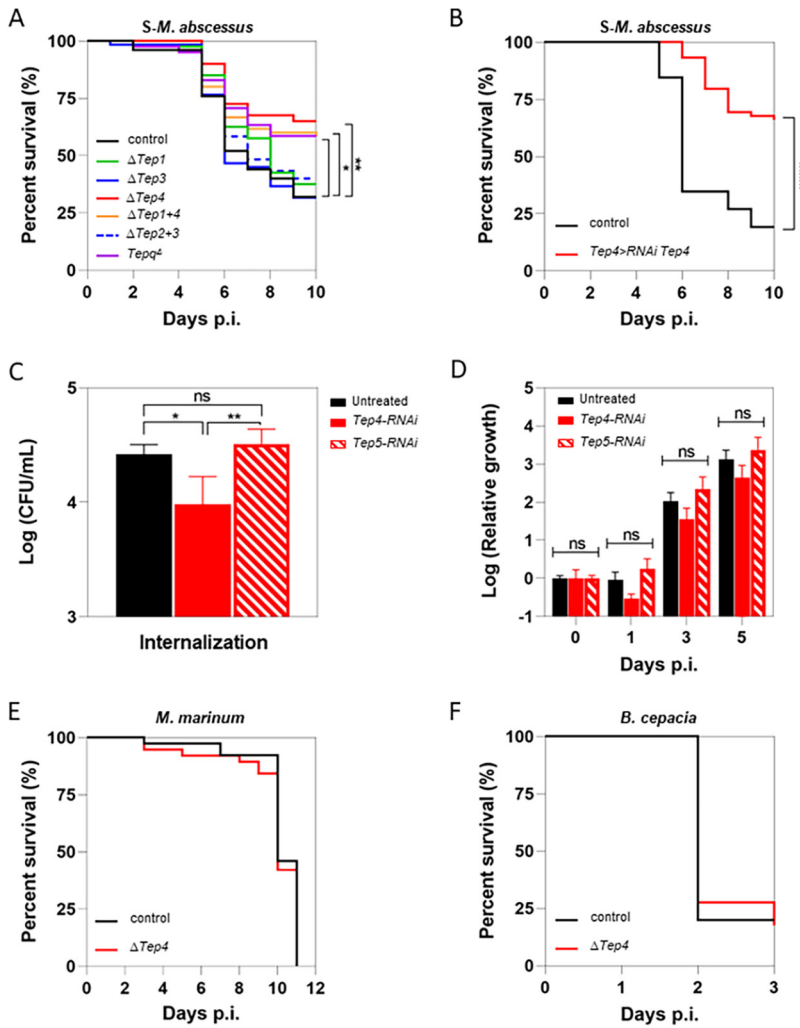 A
S-M. abscessus
Percent survival (%)
100
75
50
25
0
control
ΔTep1
ΔTep3
ΔTep4
ΔTep1+4
ΔTep2+3
TepqΔ
*
**
0 2 4 6 8 10
Days p.i.
B
S-M. abscessus
Percent survival (%)
100
75
50
25
0
control
Tep4>RNAi Tep4
0 2 4 6 8 10
Days p.i.
C
Log (CFU/mL)
5
4
3
ns
* **
Untreated
Tep4-RNAi
Tep5-RNAi
Internalization
D
Log (Relative growth)
5
4
3
2
1
0
-1
Untreated
Tep4-RNAi
Tep5-RNAi
ns ns ns ns
0 1 3 5
Days p.i.
E
M. marinum
Percent survival (%)
100
75
50
25
0
control
ΔTep4
0 2 4 6 8 10 12
Days p.i.
F
B. cepacia
Percent survival (%)
100
75
50
25
0
control
ΔTep4
0 1 2 3
Days p.i.